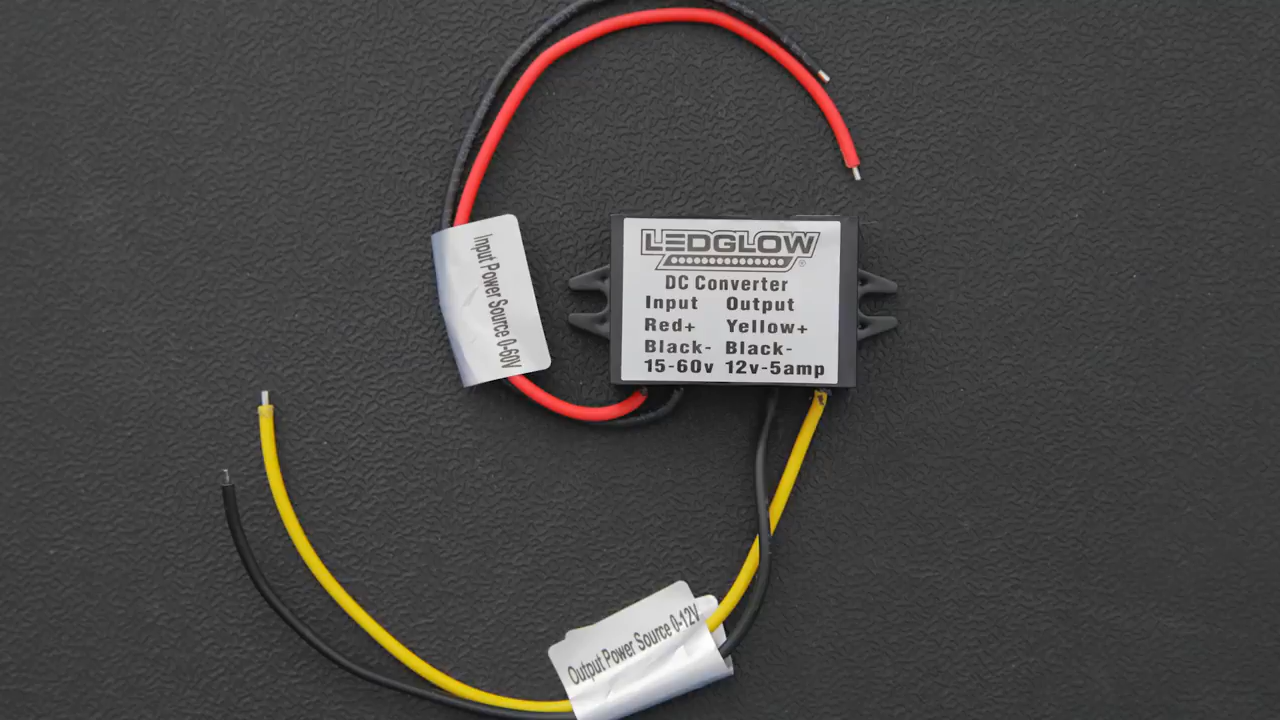 LEDGLOW
®
DC Converter
Input Output
Red+ Yellow+
Black- Black-
15-60v 12v-5amp
Input Power Source 0-60V
Output Power Source 0-12V